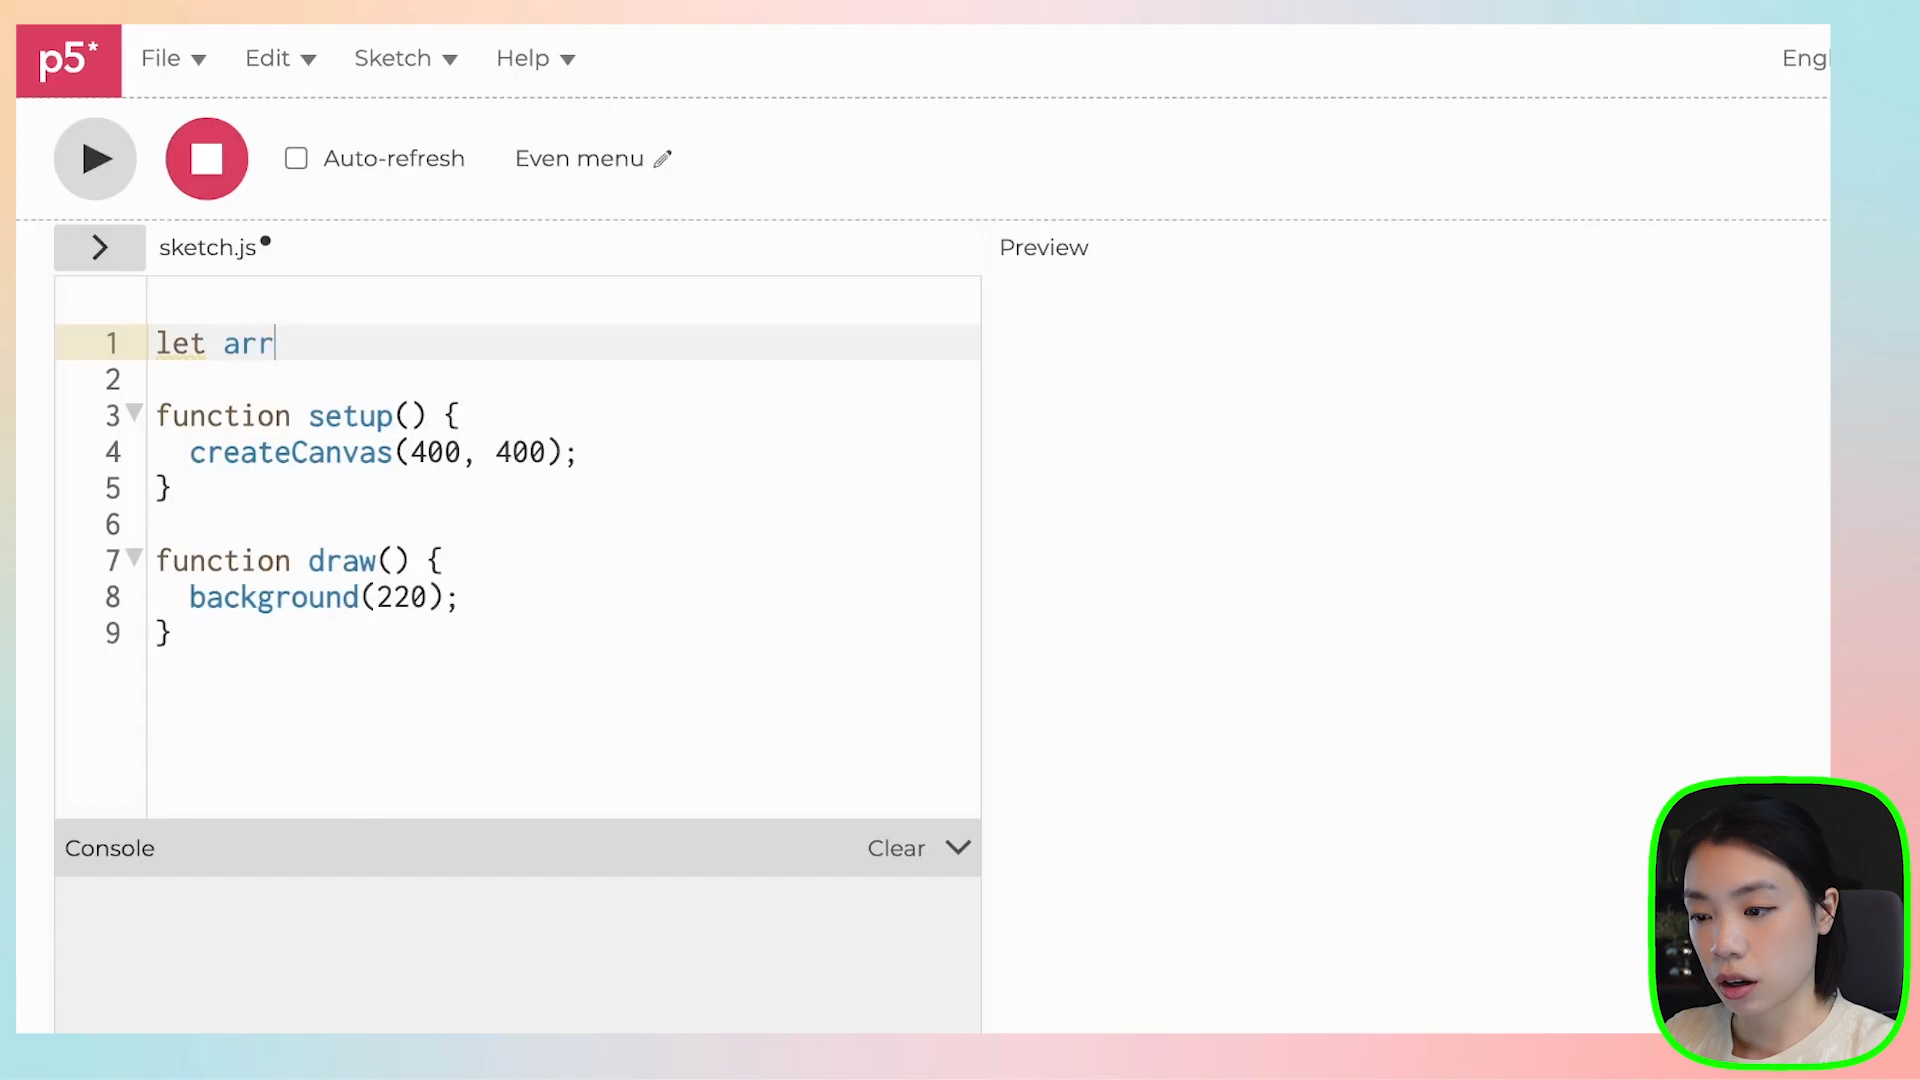 p5*
File
Edit
Sketch
Help
Engl
Auto-refresh
Even menu
sketch.js
Preview
1 let arr
2
3 function setup() {
4 createCanvas(400, 400);
5 }
6
7 function draw() {
8 background(220);
9 }
Console
Clear